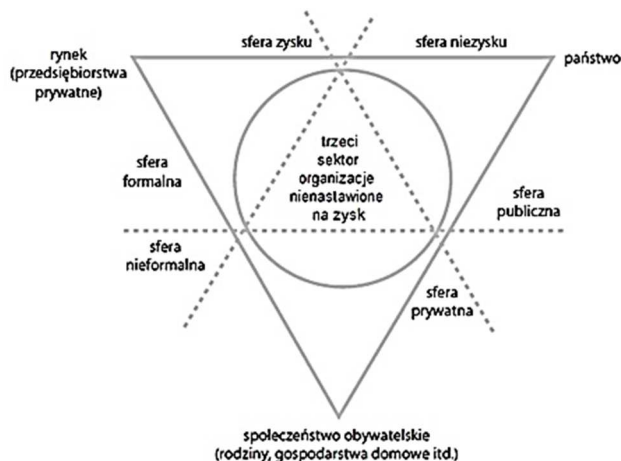 sfera zysku
sfera niezysku
rynek
(przedsiębiorstwa
prywatne)
państwo
trzeci
sektor
organizacje
nienastawione
na zysk
sfera
formalna
sfera
publiczna
sfera
nieformalna
sfera
prywatna
społeczeństwo obywatelskie
(rodziny, gospodarstwa domowe itd.)